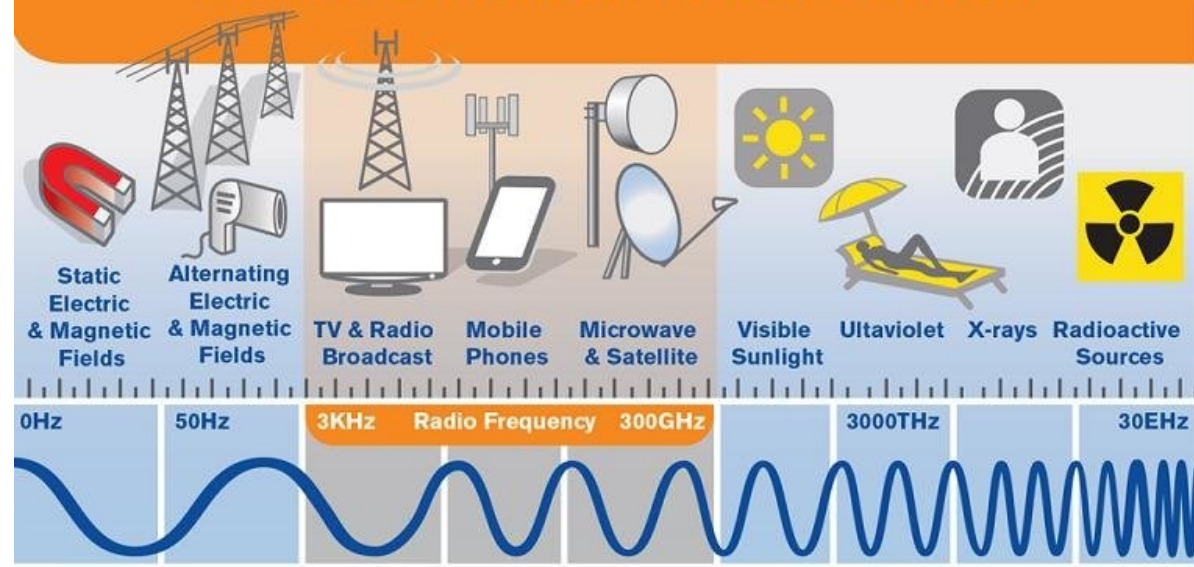 Static
Electric
& Magnetic
Fields
Alternating
Electric
& Magnetic
Fields
TV & Radio
Broadcast
Mobile
Phones
Microwave
& Satellite
Visible
Sunlight
Ultaviolet
X-rays
Radioactive
Sources
0Hz
50Hz
3KHz
Radio Frequency
300GHz
3000THz
30EHz